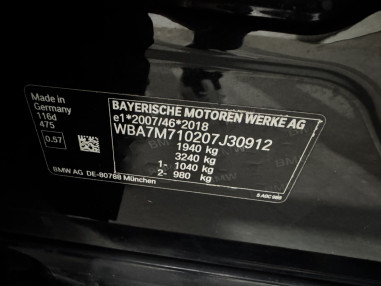 Made in
Germany
116d
475
0.57
BAYERISCHE MOTOREN WERKE AG
e1*2007/46*2018
WBA7M710207J30912
1940 kg
3240 kg
1- 1040 kg
2- 980 kg
BMW AG DE-80788 München